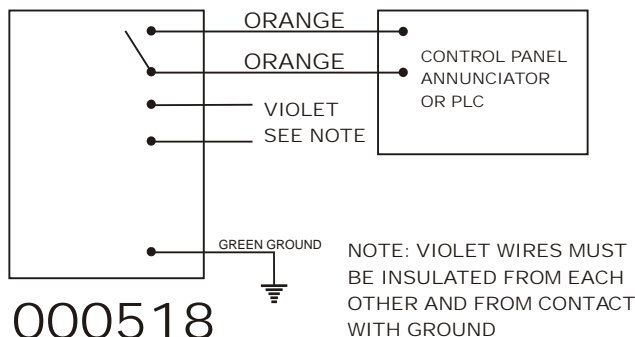 ORANGE
ORANGE
CONTROL PANEL
ANNUNCIATOR
OR PLC
VIOLET
SEE NOTE
GREEN GROUND
NOTE: VIOLET WIRES MUST
BE INSULATED FROM EACH
OTHER AND FROM CONTACT
WITH GROUND
000518